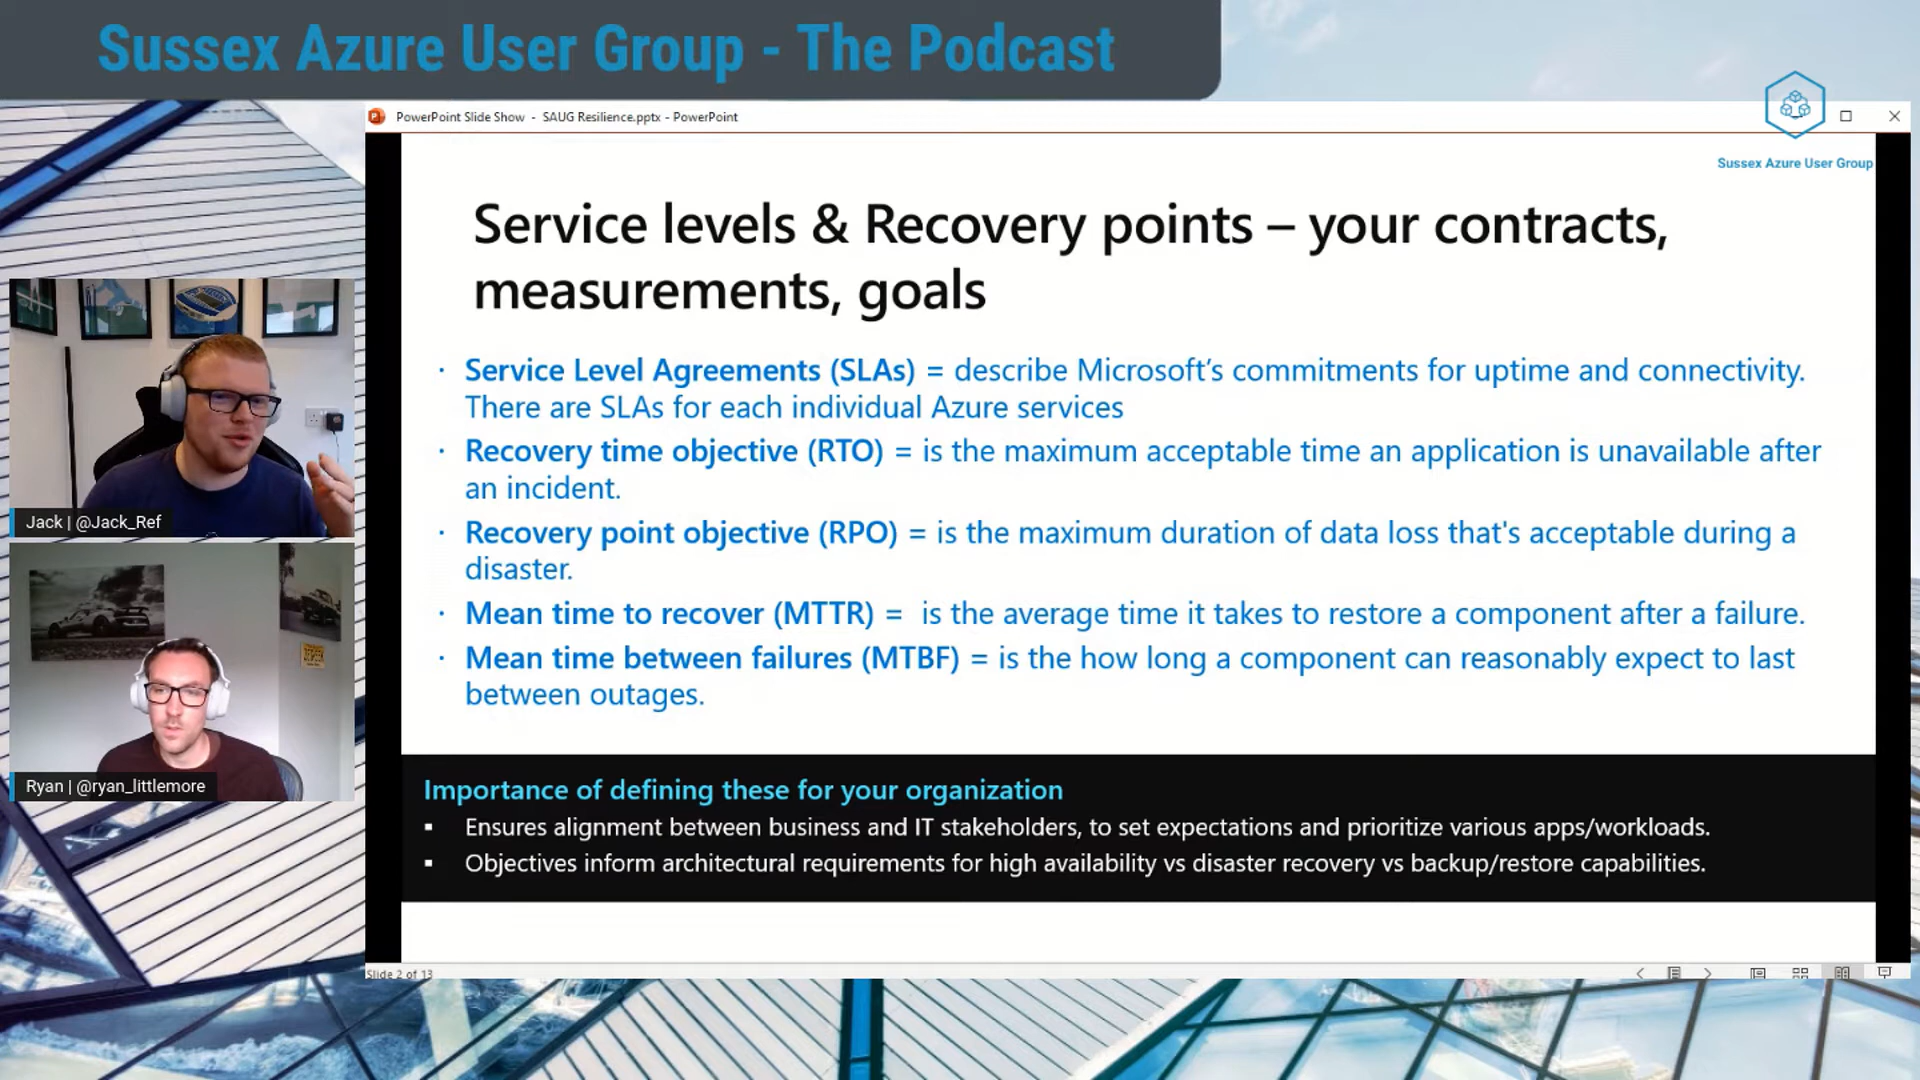 Sussex Azure User Group - The Podcast
PowerPoint Slide Show - SAUG Resilience.pptx - PowerPoint
Sussex Azure User Group
Service levels & Recovery points – your contracts,
measurements, goals
· Service Level Agreements (SLAs) = describe Microsoft’s commitments for uptime and connectivity.
There are SLAs for each individual Azure services
· Recovery time objective (RTO) = is the maximum acceptable time an application is unavailable after
an incident.
· Recovery point objective (RPO) = is the maximum duration of data loss that's acceptable during a
disaster.
· Mean time to recover (MTTR) = is the average time it takes to restore a component after a failure.
· Mean time between failures (MTBF) = is the how long a component can reasonably expect to last
between outages.
Importance of defining these for your organization
▪ Ensures alignment between business and IT stakeholders, to set expectations and prioritize various apps/workloads.
▪ Objectives inform architectural requirements for high availability vs disaster recovery vs backup/restore capabilities.
Slide 2 of 13
Jack | @Jack_Ref
Ryan | @ryan_littlemore